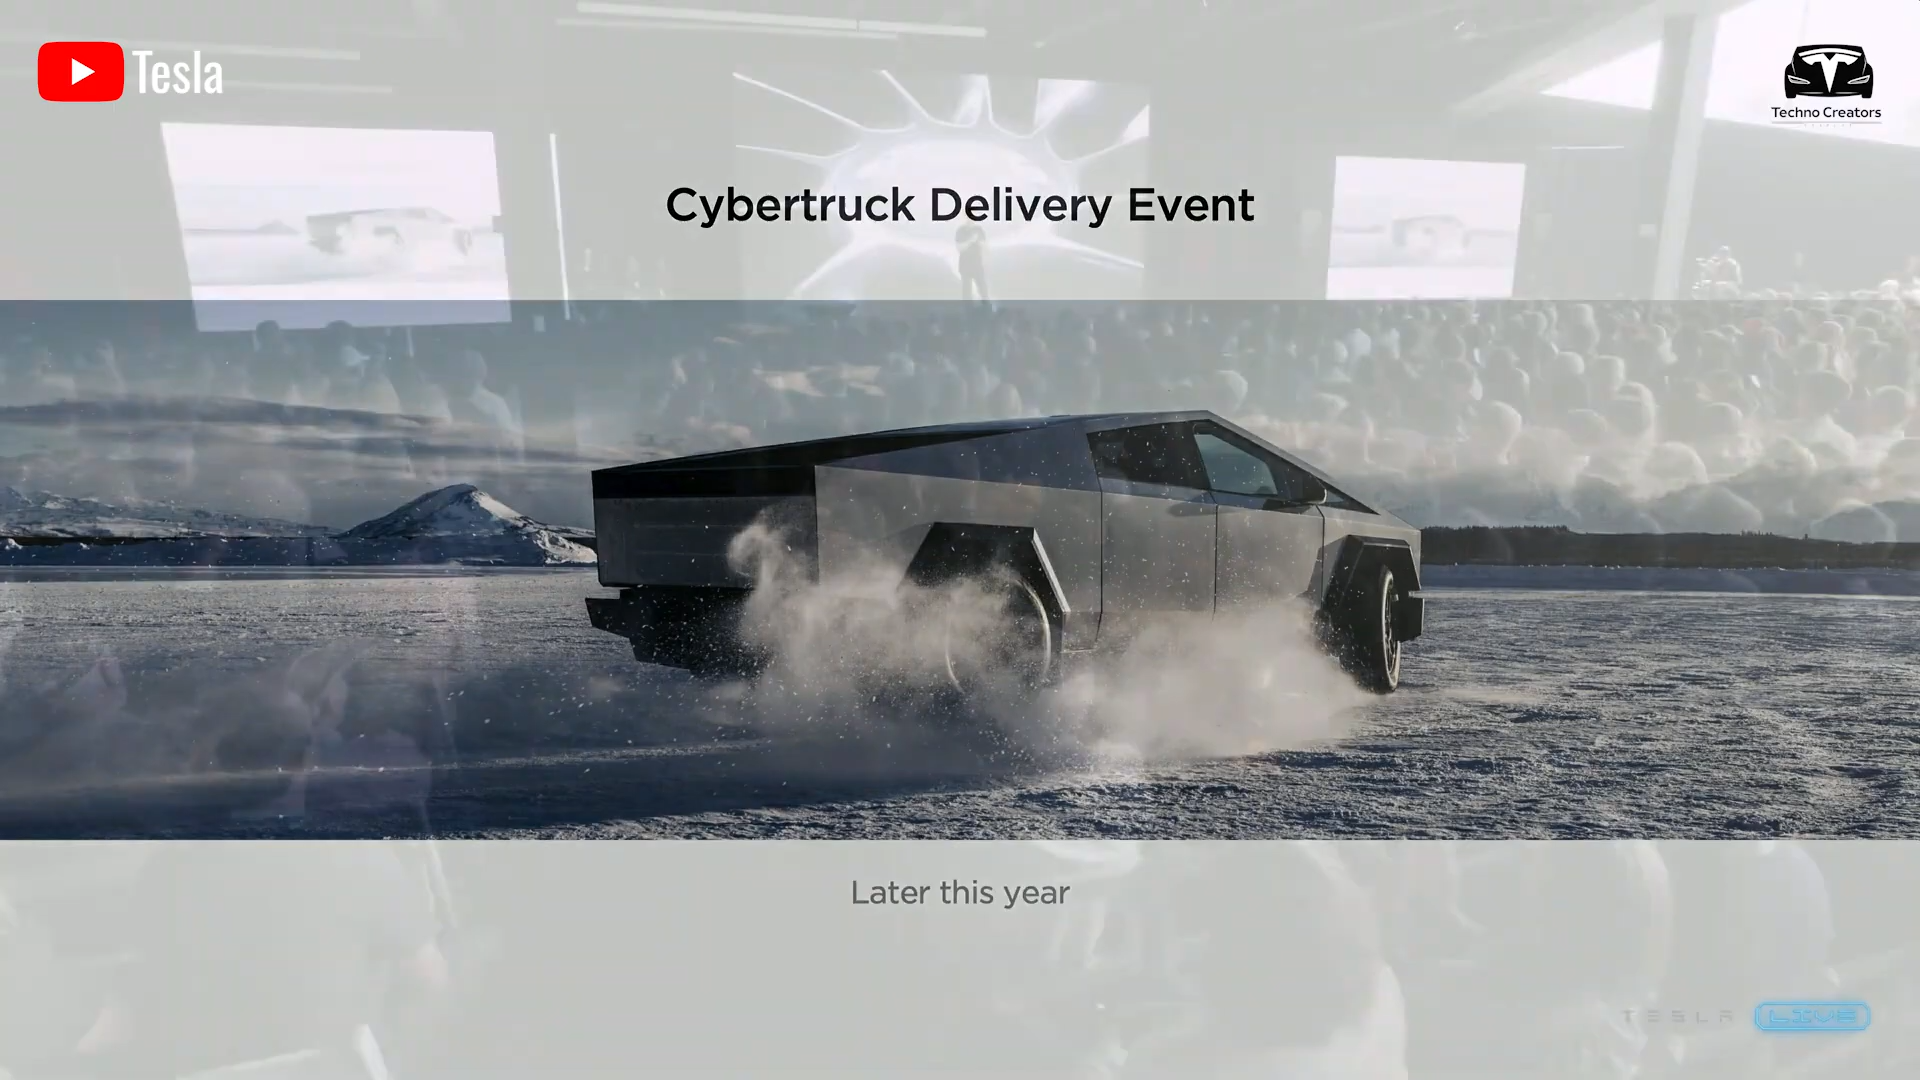 Tesla
Techno Creators
Cybertruck Delivery Event
Later this year
TESLA LIVE